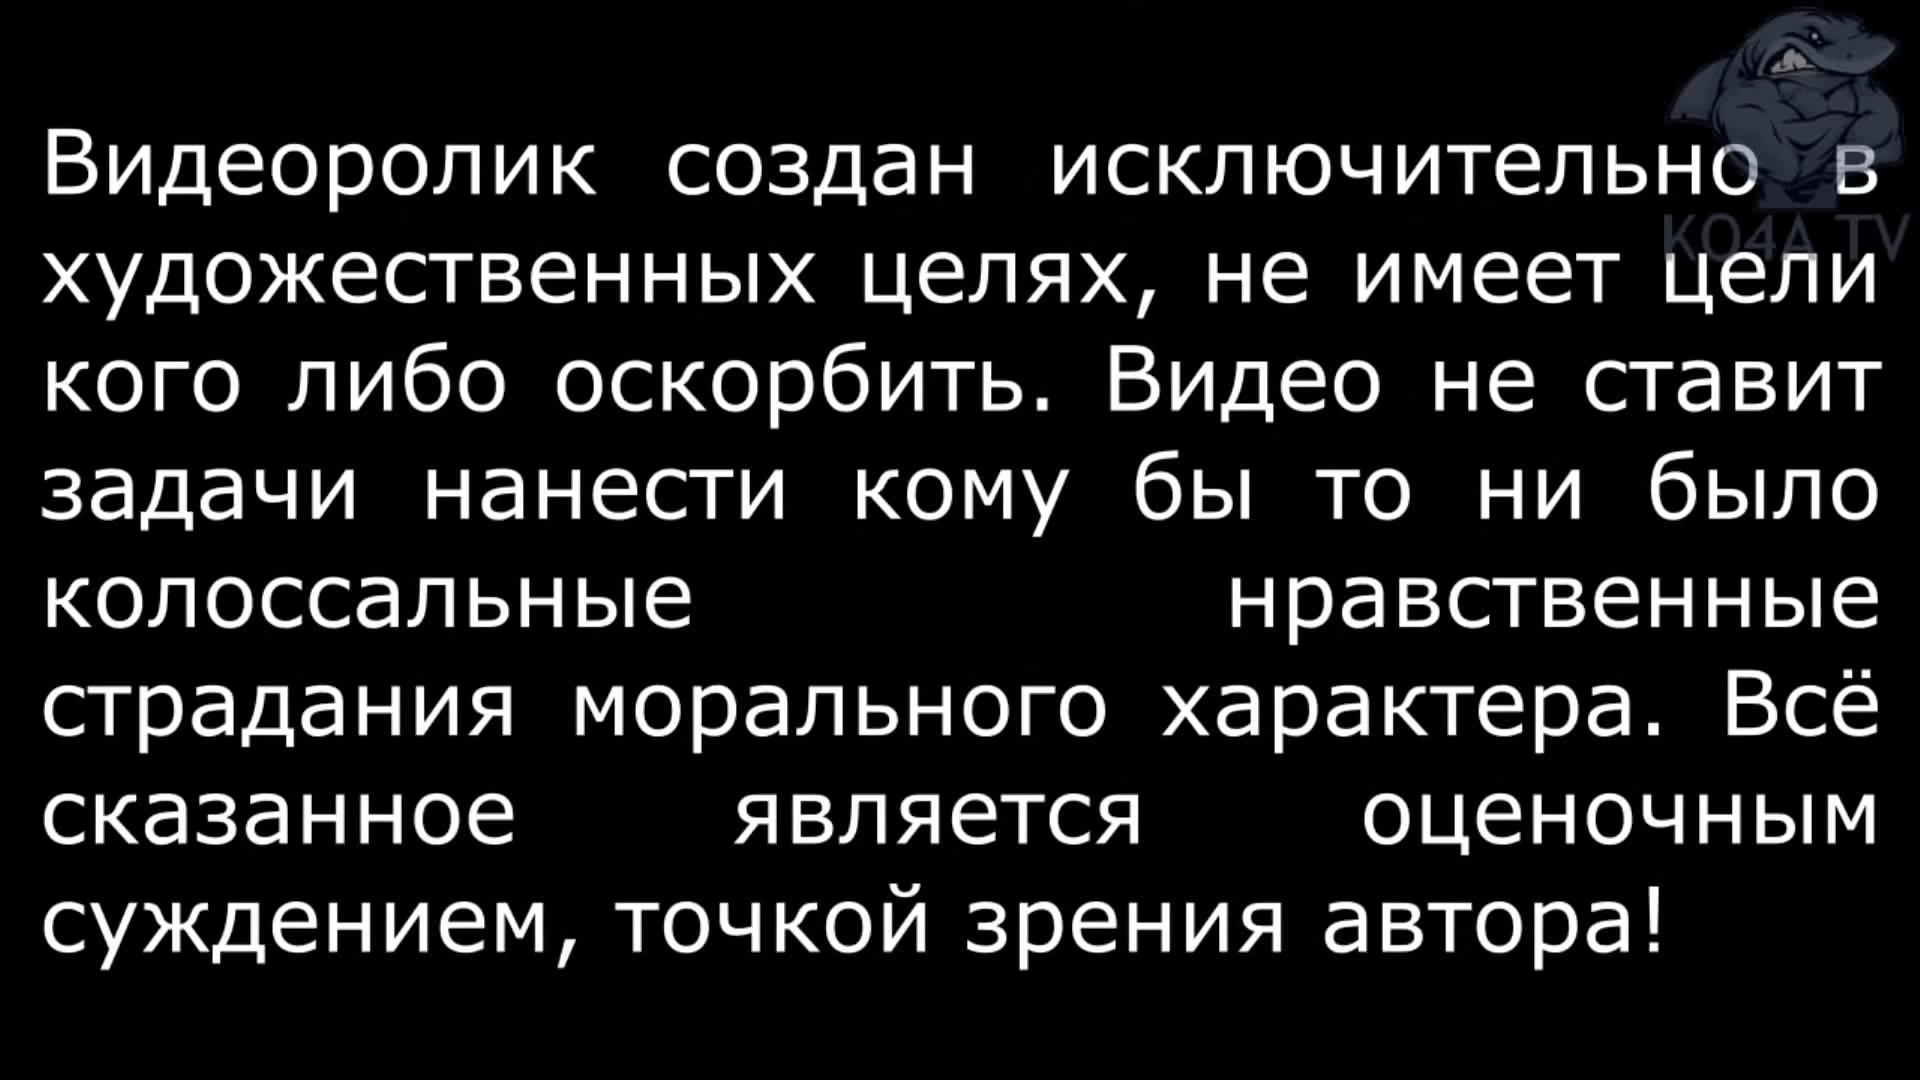 Видеоролик создан исключительно в
художественных целях, не имеет цели
кого либо оскорбить. Видео не ставит
задачи нанести кому бы то ни было
колоссальные нравственные
страдания морального характера. Всё
сказанное является оценочным
суждением, точкой зрения автора!
KO4A TV